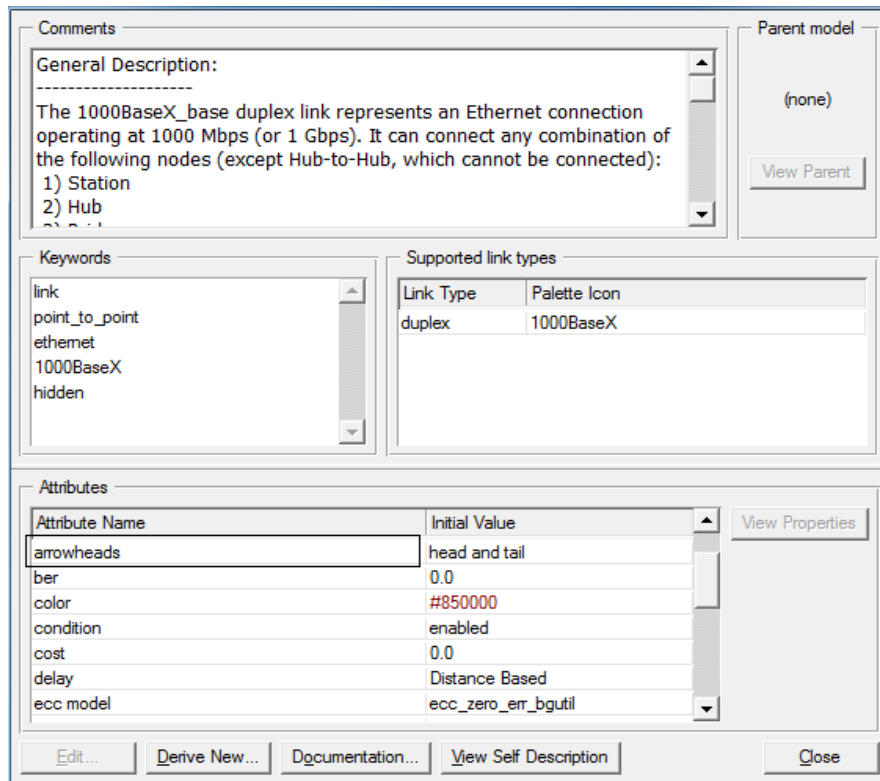 Comments
General Description:
--------------------
The 1000BaseX_base duplex link represents an Ethernet connection
operating at 1000 Mbps (or 1 Gbps). It can connect any combination of
the following nodes (except Hub-to-Hub, which cannot be connected):
1) Station
2) Hub
Parent model
(none)
View Parent
Keywords
link
point_to_point
ethernet
1000BaseX
hidden
Supported link types
Link Type Palette Icon
duplex 1000BaseX
Attributes
Attribute Name Initial Value
arrowheads head and tail
ber 0.0
color #850000
condition enabled
cost 0.0
delay Distance Based
ecc model ecc_zero_err_bgutil
View Properties
Edit... Derive New... Documentation... View Self Description Close